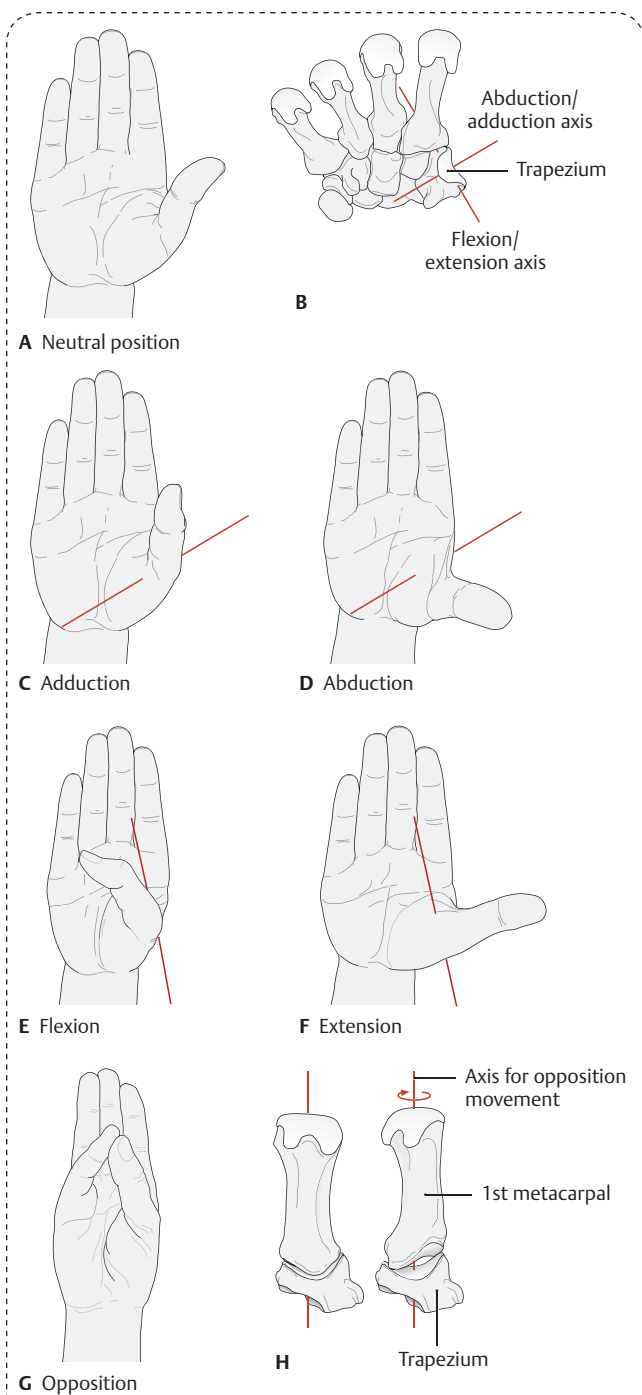 Abduction/
adduction axis
Trapezium
Flexion/
extension axis
B
A Neutral position
C Adduction
D Abduction
E Flexion
F Extension
Axis for opposition
movement
1st metacarpal
H
Trapezium
G Opposition